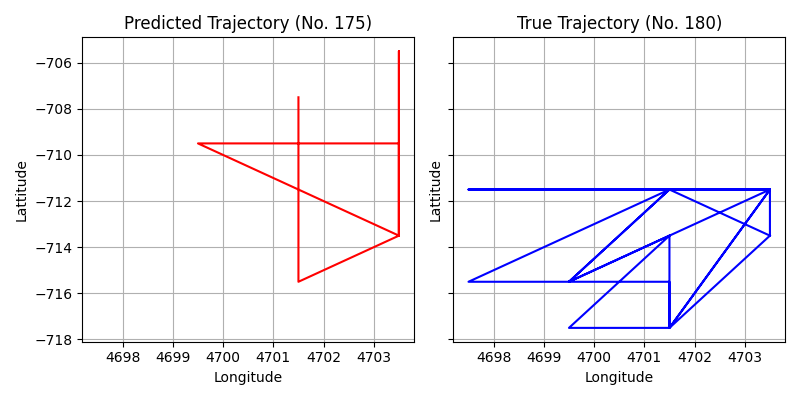 Predicted Trajectory (No. 175)
True Trajectory (No. 180)
−706
−708
−710
−712
−714
−716
−718
Lattitude
Lattitude
4698 4699 4700 4701 4702 4703
4698 4699 4700 4701 4702 4703
Longitude
Longitude